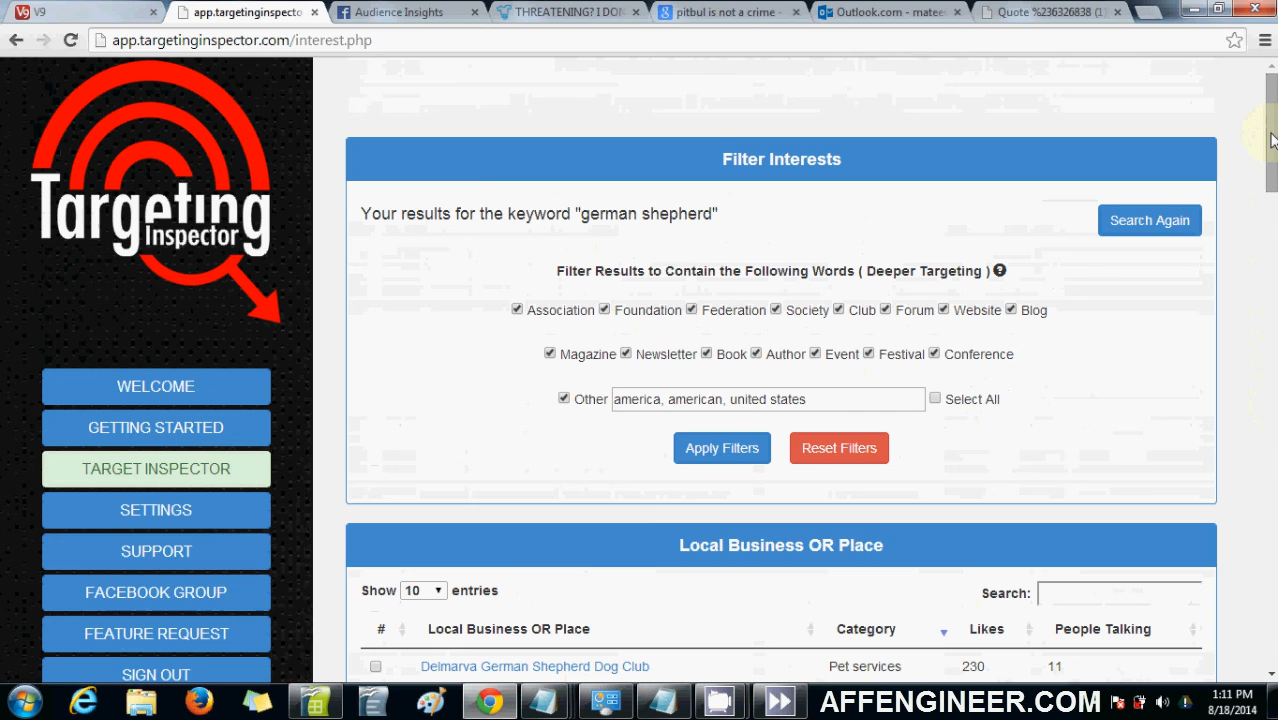 V9
app.targetinginspecto
Audience Insights
THREATENING? I DON
pitbul is not a crime -
Outlook.com - matee
Quote %236326838 (1
app.targetinginspector.com/interest.php
Targeting
Inspector
WELCOME
GETTING STARTED
TARGET INSPECTOR
SETTINGS
SUPPORT
FACEBOOK GROUP
FEATURE REQUEST
SIGN OUT
Filter Interests
Your results for the keyword "german shepherd"
Search Again
Filter Results to Contain the Following Words ( Deeper Targeting )
Association Foundation Federation Society Club Forum Website Blog
Magazine Newsletter Book Author Event Festival Conference
Other america, american, united states Select All
Apply Filters Reset Filters
Local Business OR Place
Show 10 entries
Search:
# Local Business OR Place Category Likes People Talking
Delmarva German Shepherd Dog Club Pet services 230 11
AFFENGINEER.COM
1:11 PM
8/18/2014